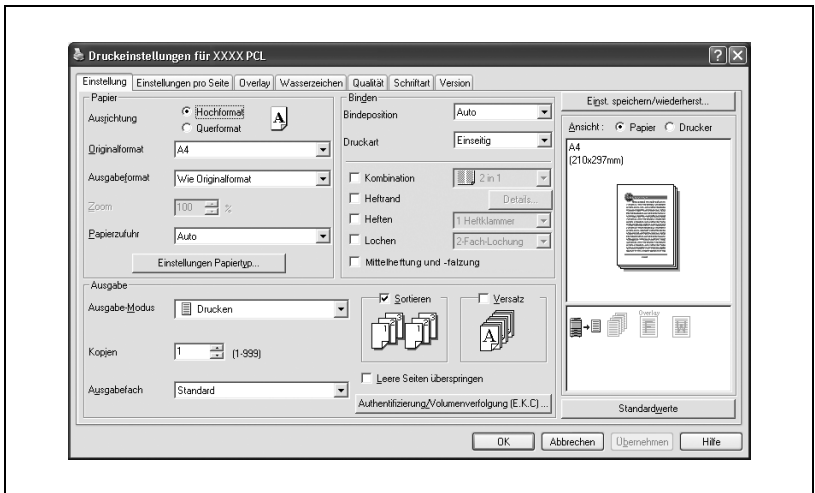 Druckeinstellungen für XXXX PCL
Einstellung Einstellungen pro Seite Overlay Wasserzeichen Qualität Schriftart Version
Papier
Ausrichtung
Hochformat
Querformat
A
Originalformat
A4
Ausgabeformat
Wie Originalformat
Zoom
100 %
Papierzufuhr
Auto
Einstellungen Papiertyp...
Binden
Bindeposition
Auto
Druckart
Einseitig
Kombination
2 in 1
Heftrand
Details...
Heften
1 Heftklammer
Lochen
2-Fach-Lochung
Mittelheftung und -falzung
Ausgabe
Ausgabe-Modus
Drucken
Kopien
1 (1-999)
Ausgabefach
Standard
Sortieren
Versatz
A
Leere Seiten überspringen
Authentifizierung/Volumenverfolgung (E.K.C) ...
Einst. speichern/wiederherst...
Ansicht : Papier Drucker
A4
(210x297mm)
Overlay
Standardwerte
OK Abbrechen Übernehmen Hilfe